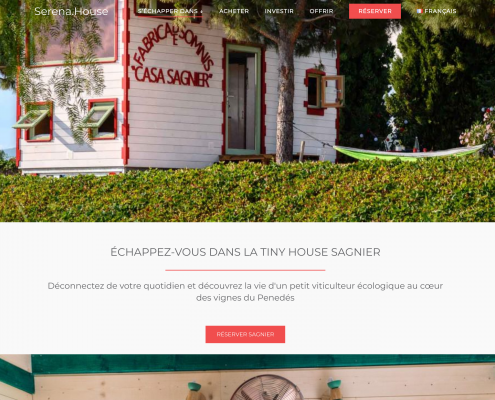 Serena.House
S'ÉCHAPPER DANS
ACHETER
INVESTIR
OFFRIR
RÉSERVER
FRANÇAIS
FABRICA DE SOMNIS
"CASA SAGNIER"
ÉCHAPPEZ-VOUS DANS LA TINY HOUSE SAGNIER
Déconnectez de votre quotidien et découvrez la vie d'un petit viticulteur écologique au cœur
des vignes du Penedés
RÉSERVER SAGNIER